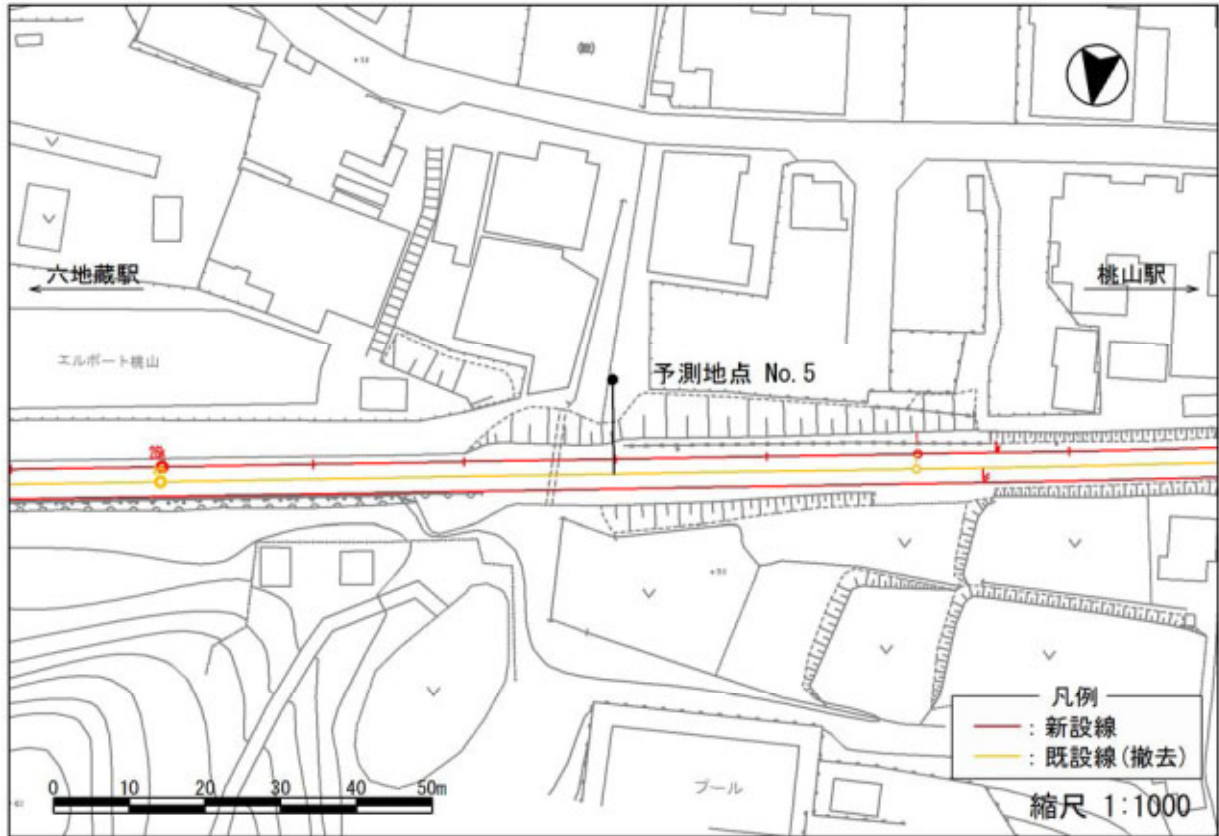 六地蔵駅
桃山駅
エルポート桃山
予測地点 No.5
凡例
: 新設線
: 既設線(撤去)
プール
0 10 20 30 40 50m
縮尺 1:1000